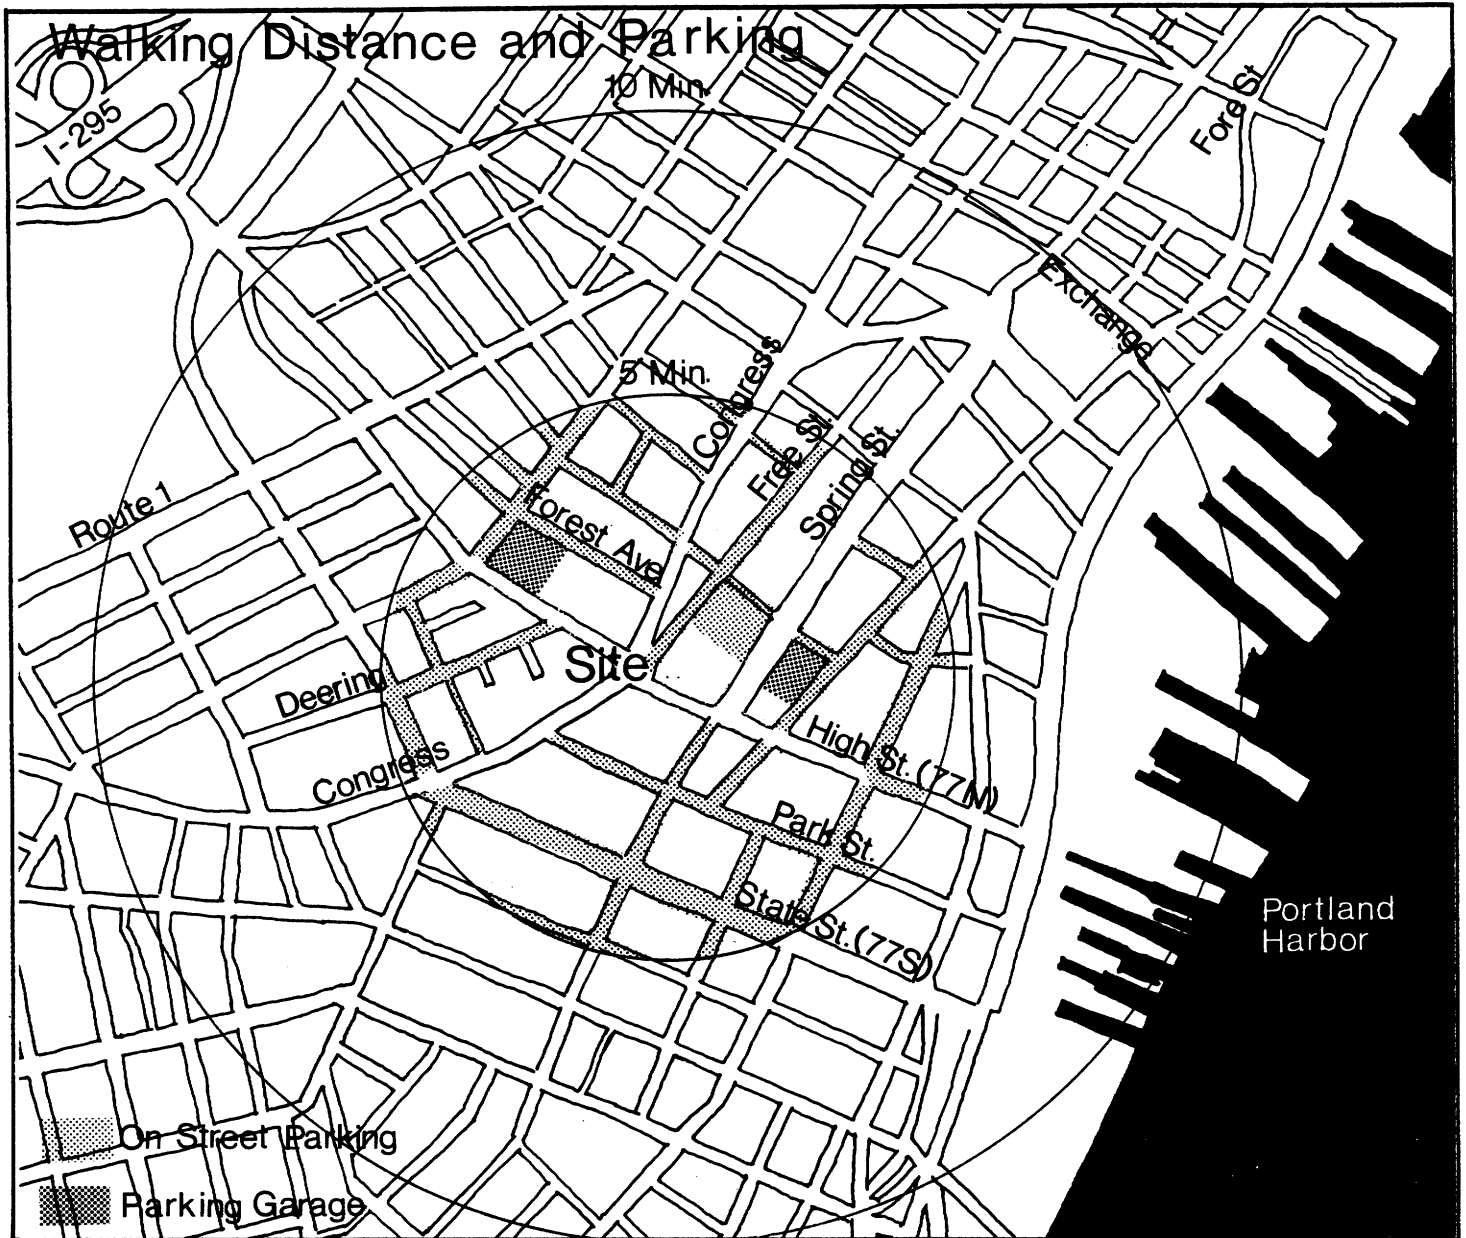 Walking Distance and Parking
10 Min.
I-295
Fore St.
Exchange
5 Min.
Congress
Free St.
Spring St.
Route 1
Forest Ave.
Site
Deering
Congress
High St. (77N)
Park St.
State St. (77S)
Portland
Harbor
On Street Parking
Parking Garage